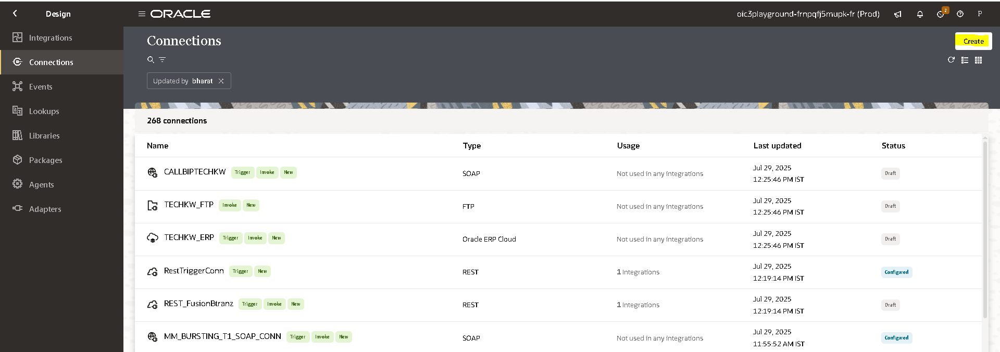 Design
ORACLE
oic3playground-frnpqfj5mupk-fr (Prod)
2
P
Integrations
Connections
Events
Lookups
Libraries
Packages
Agents
Adapters
Connections
Create
Updated by bharat
268 connections
Name Type Usage Last updated Status
CALLBIPTECHKW Trigger Invoke New SOAP Not used in any integrations Jul 29, 2025 Draft
12:25:46 PM IST
TECHKW_FTP Invoke New FTP Not used in any integrations Jul 29, 2025 Draft
12:25:46 PM IST
TECHKW_ERP Trigger Invoke New Oracle ERP Cloud Not used in any integrations Jul 29, 2025 Draft
12:25:46 PM IST
RestTriggerConn Trigger New REST 1 Integrations Jul 29, 2025 Configured
12:19:14 PM IST
REST_FusionBtranz Trigger Invoke New REST 1 Integrations Jul 29, 2025 Draft
12:19:14 PM IST
MM_BURSTING_T1_SOAP_CONN Trigger Invoke New SOAP Not used in any integrations Jul 29, 2025 Configured
11:55:52 AM IST